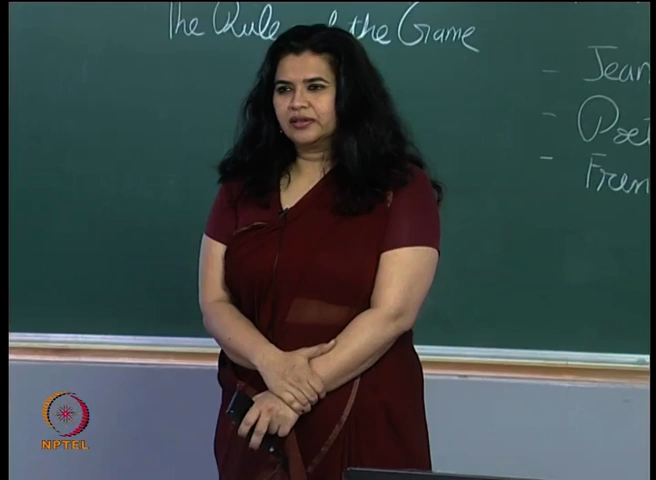 The Rule of the Game
- Jean
- Poet
- Fren
NPTEL